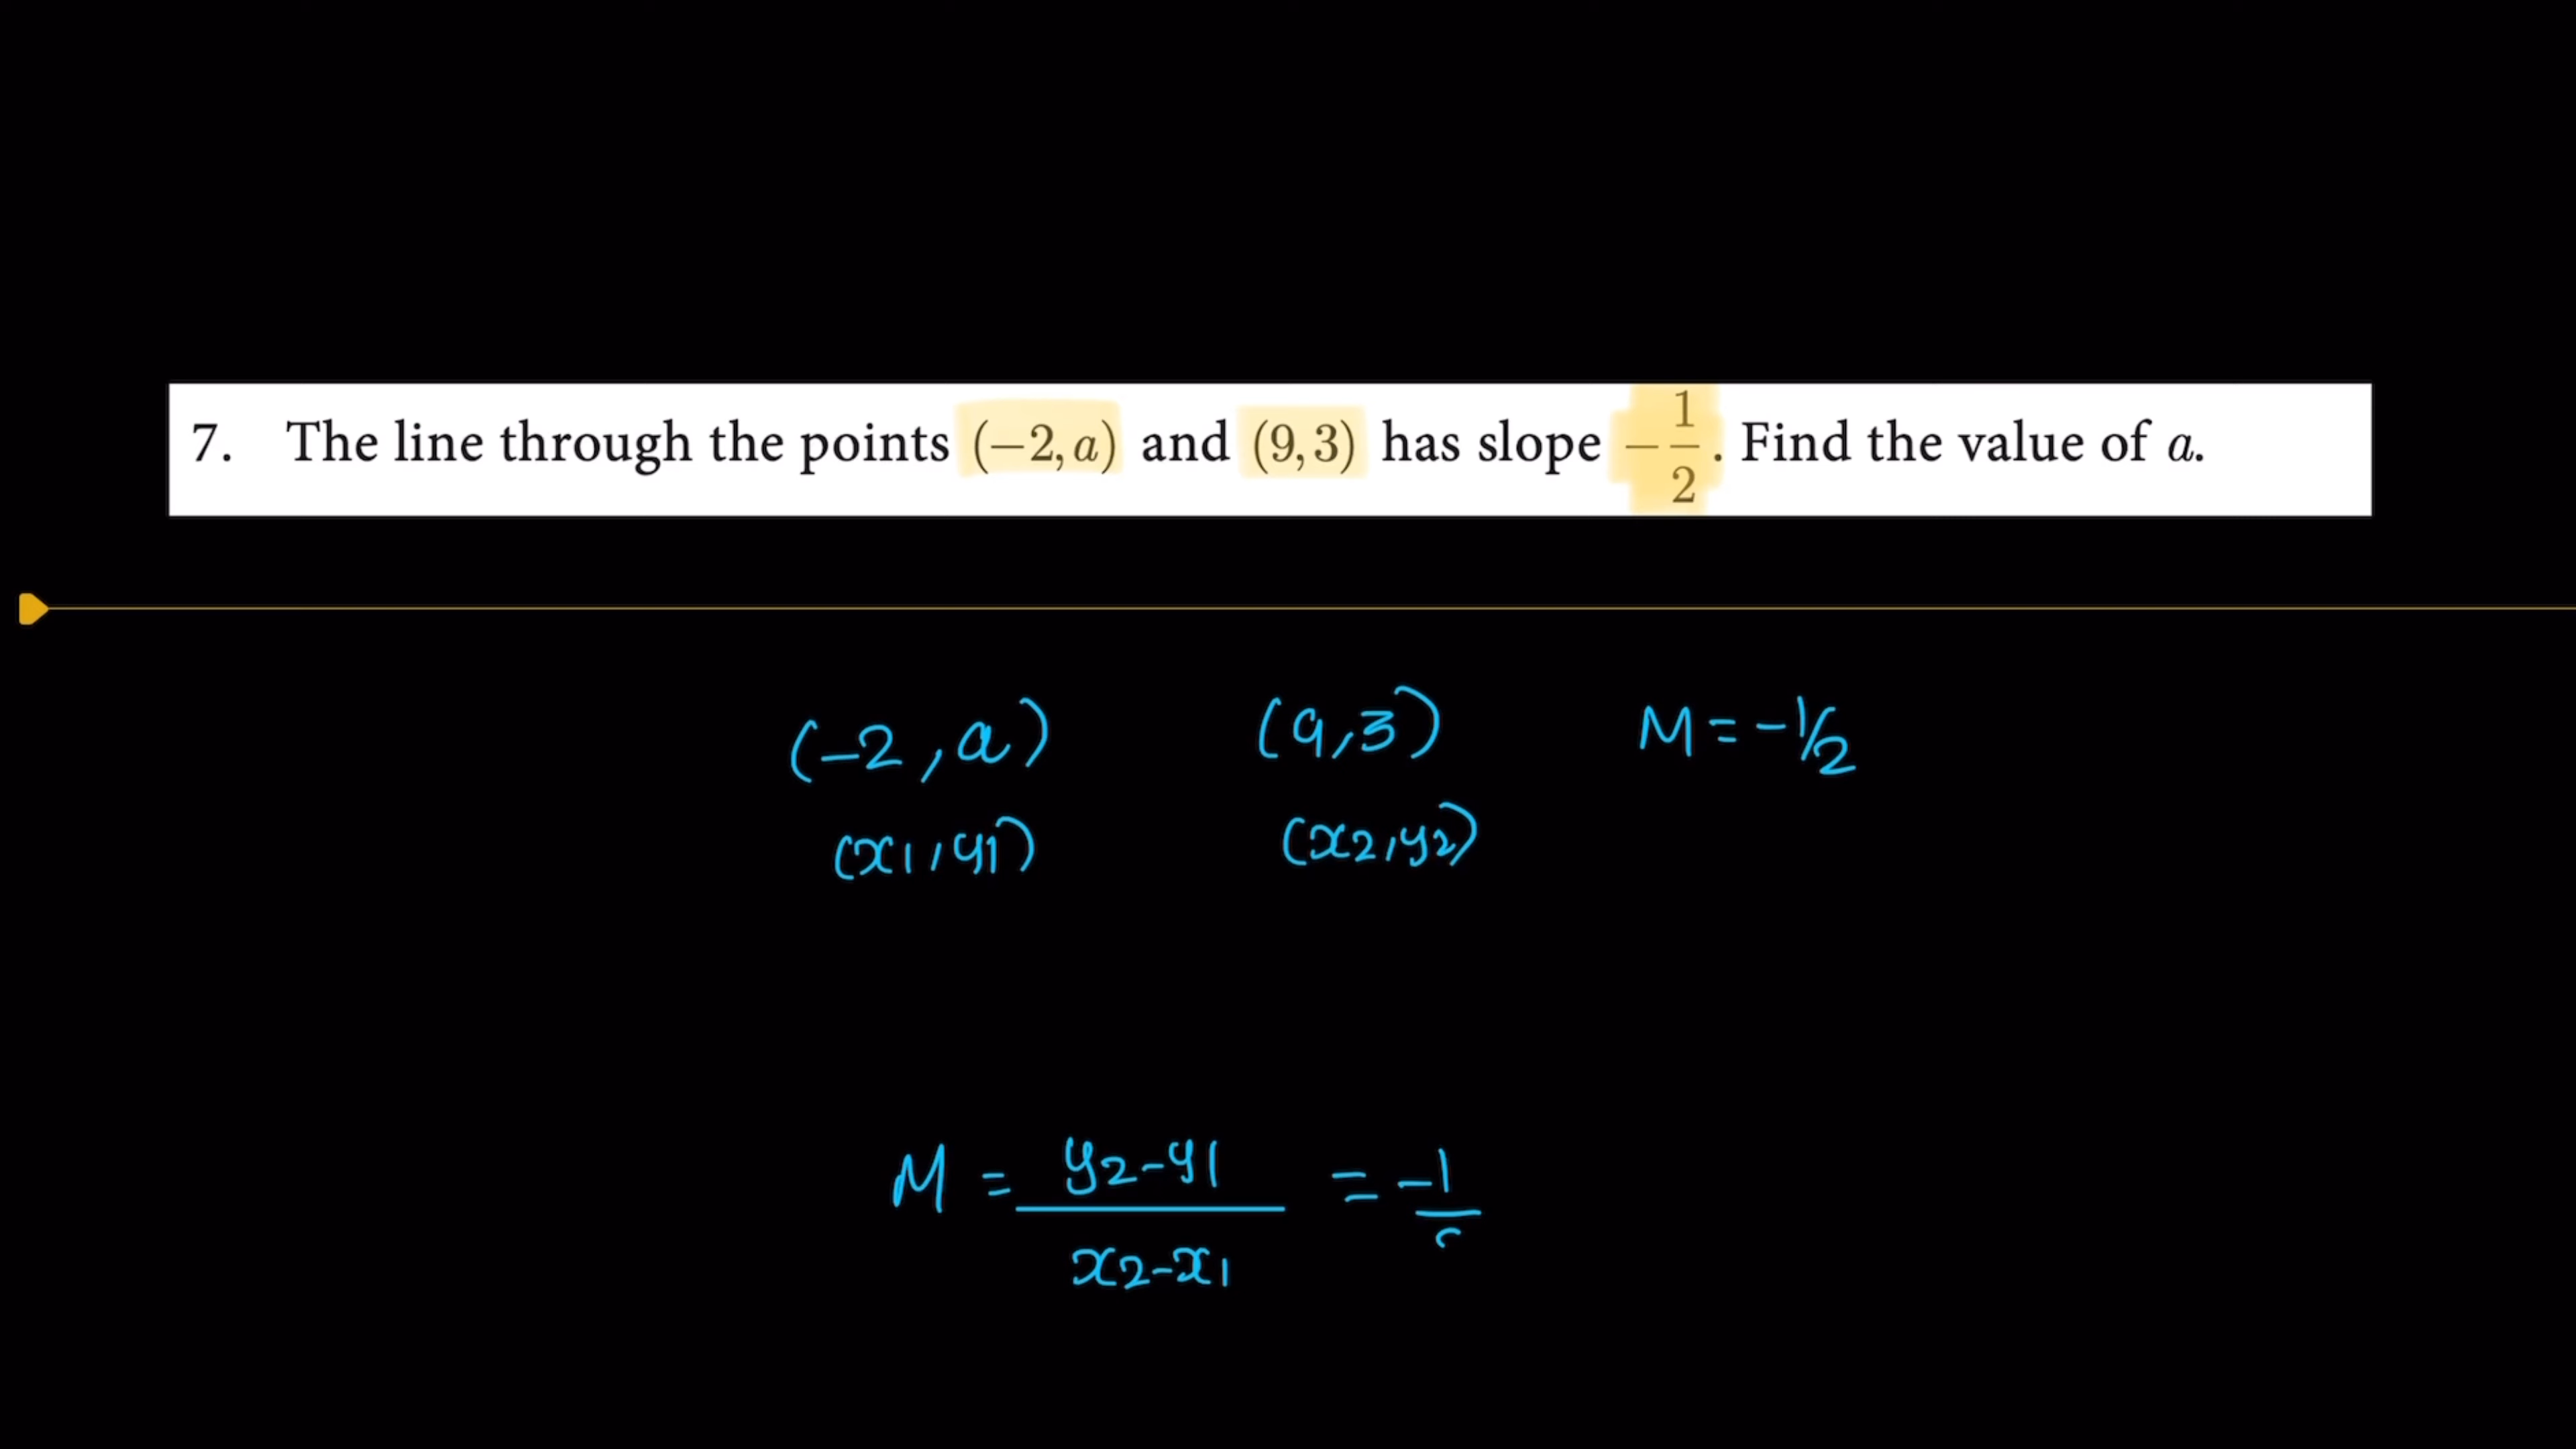 7. The line through the points (−2, a) and (9, 3) has slope −1/2. Find the value of a.
(-2, a) (9,3) M = -1/2
(x1, y1) (x2, y2)
M = y2-y1 / x2-x1 = -1/